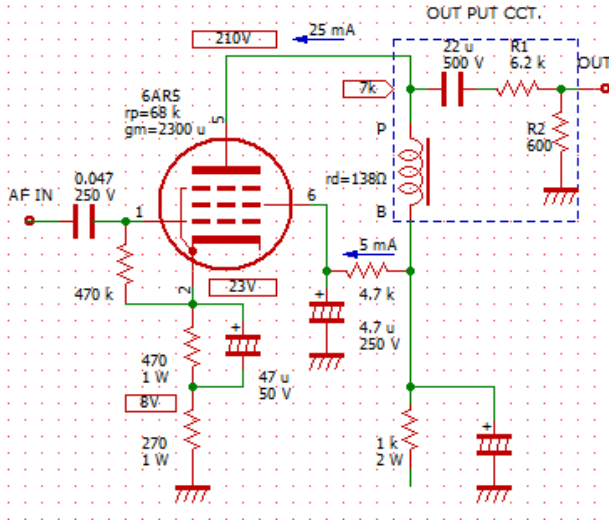 OUT PUT CCT.
25 mA
210V
22 u
500 V
R1
6.2 k
OUT
7k
6AR5
rp=68 k
gm=2300 u
5
P
R2
600
rd=138Ω
0.047
250 V
AF IN
1
6
B
5 mA
23V
2
470 k
4.7 k
+
4.7 u
250 V
+
470
1 W
47 u
50 V
8V
270
1 W
1 k
2 W
+